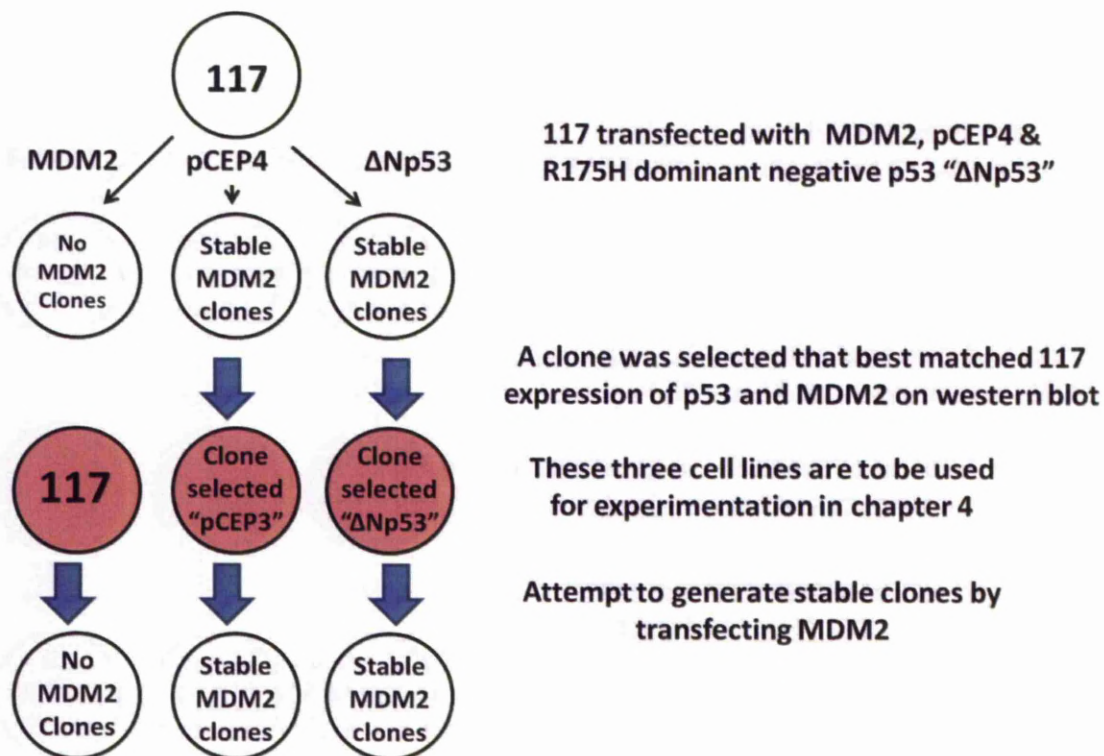 117
MDM2
pCEP4
ΔNp53
117 transfected with MDM2, pCEP4 &
R175H dominant negative p53 “ΔNp53”
No
MDM2
Clones
Stable
MDM2
clones
Stable
MDM2
clones
A clone was selected that best matched 117
expression of p53 and MDM2 on western blot
117
Clone
selected
“pCEP3”
Clone
selected
“ΔNp53”
These three cell lines are to be used
for experimentation in chapter 4
Attempt to generate stable clones by
transfecting MDM2
No
MDM2
Clones
Stable
MDM2
clones
Stable
MDM2
clones